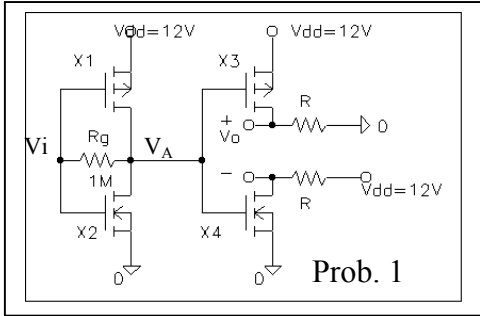 Vdd=12V
Vdd=12V
X1
X3
R
+
Vo
0
Rg
Vi
VA
1M
-
Vdd=12V
R
X2
X4
0
0
Prob. 1